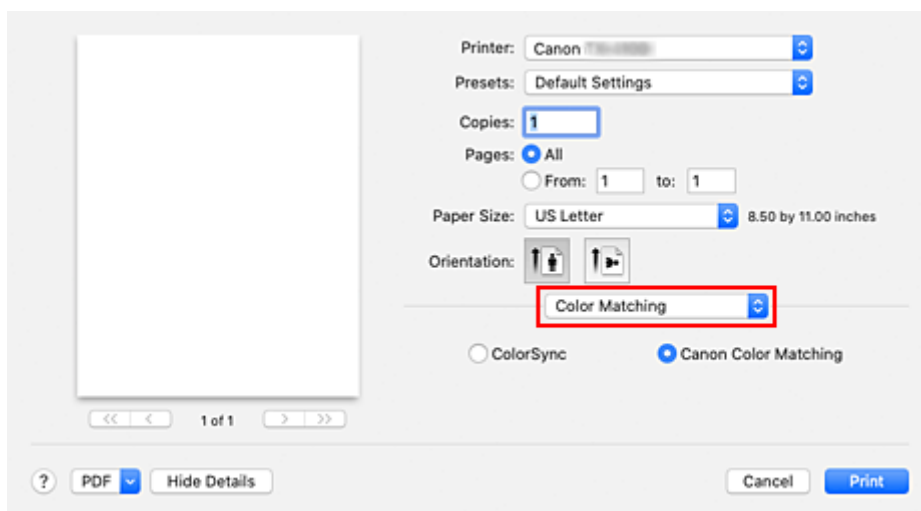 Printer: Canon
Presets: Default Settings
Copies: 1
Pages: All
From: 1 to: 1
Paper Size: US Letter 8.50 by 11.00 inches
Orientation:
Color Matching
ColorSync Canon Color Matching
<< < 1 of 1 > >>
? PDF Hide Details Cancel Print